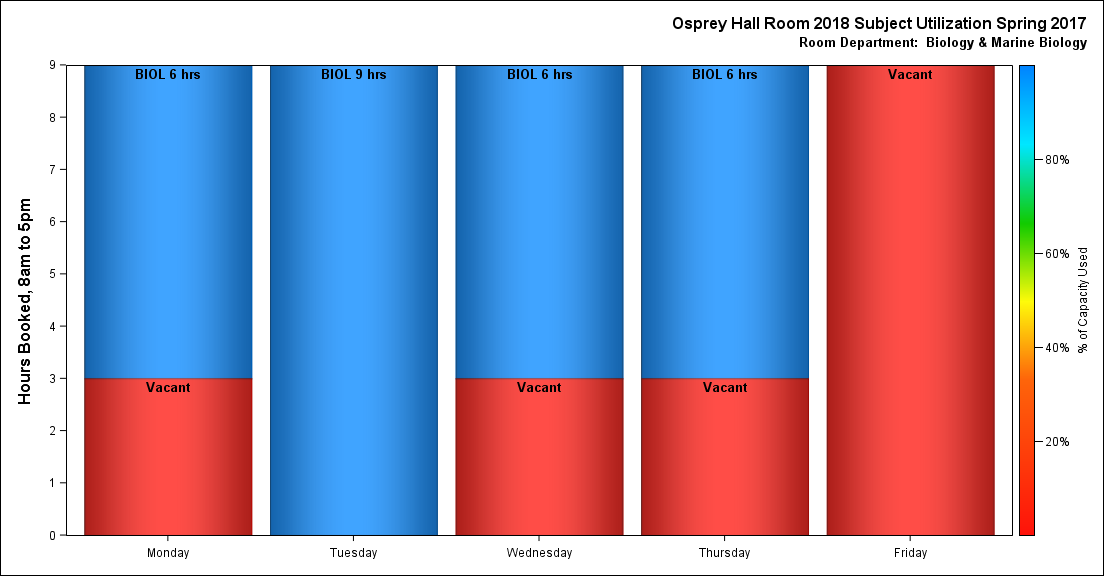 Osprey Hall Room 2018 Subject Utilization Spring 2017
Room Department:  Biology & Marine Biology
Hours Booked, 8am to 5pm
9
8
7
6
5
4
3
2
1
0
BIOL 6 hrs
BIOL 9 hrs
BIOL 6 hrs
BIOL 6 hrs
Vacant
Vacant
Vacant
Vacant
Monday
Tuesday
Wednesday
Thursday
Friday
80%
60%
40%
20%
% of Capacity Used